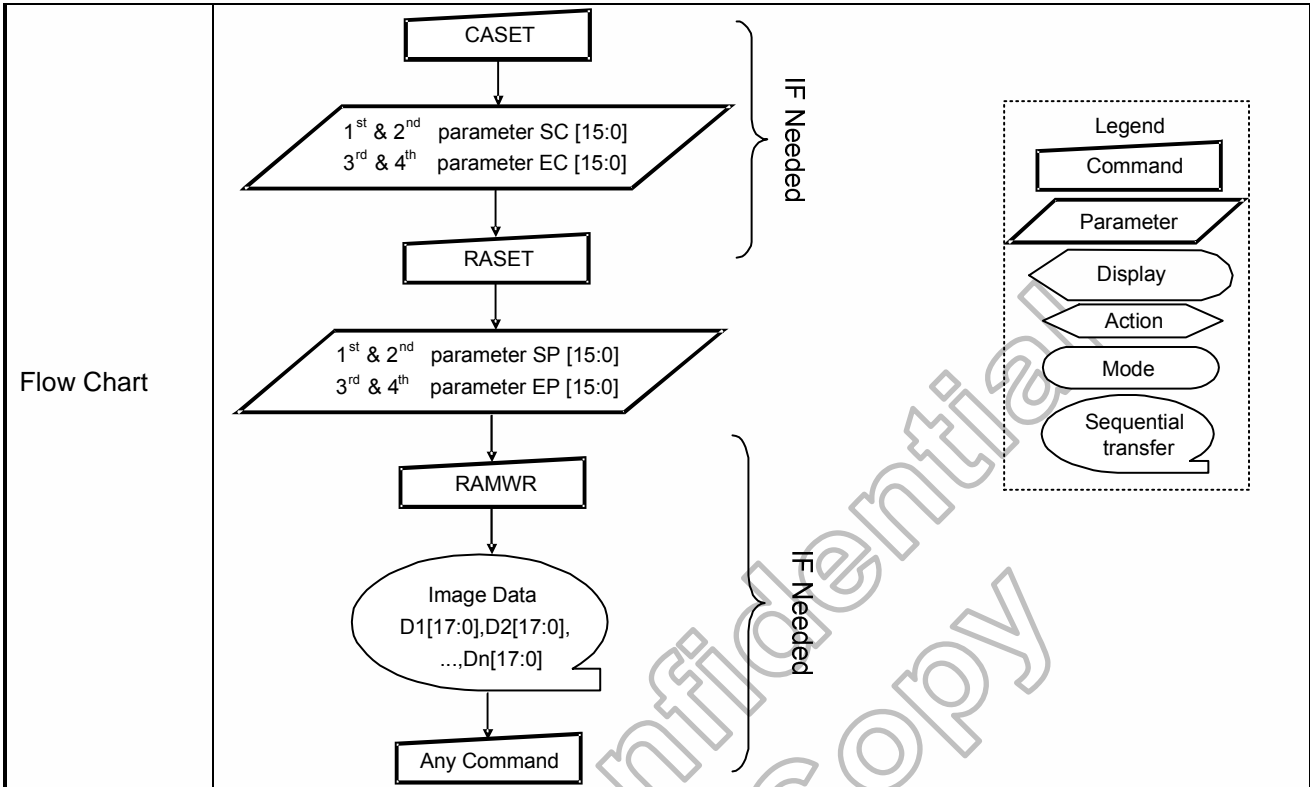 Flow Chart
CASET
1st & 2nd parameter SC [15:0]
3rd & 4th parameter EC [15:0]
RASET
IF Needed
1st & 2nd parameter SP [15:0]
3rd & 4th parameter EP [15:0]
RAMWR
Image Data
D1[17:0],D2[17:0],
...,Dn[17:0]
Any Command
IF Needed
Legend
Command
Parameter
Display
Action
Mode
Sequential
transfer
nfidential
Copy